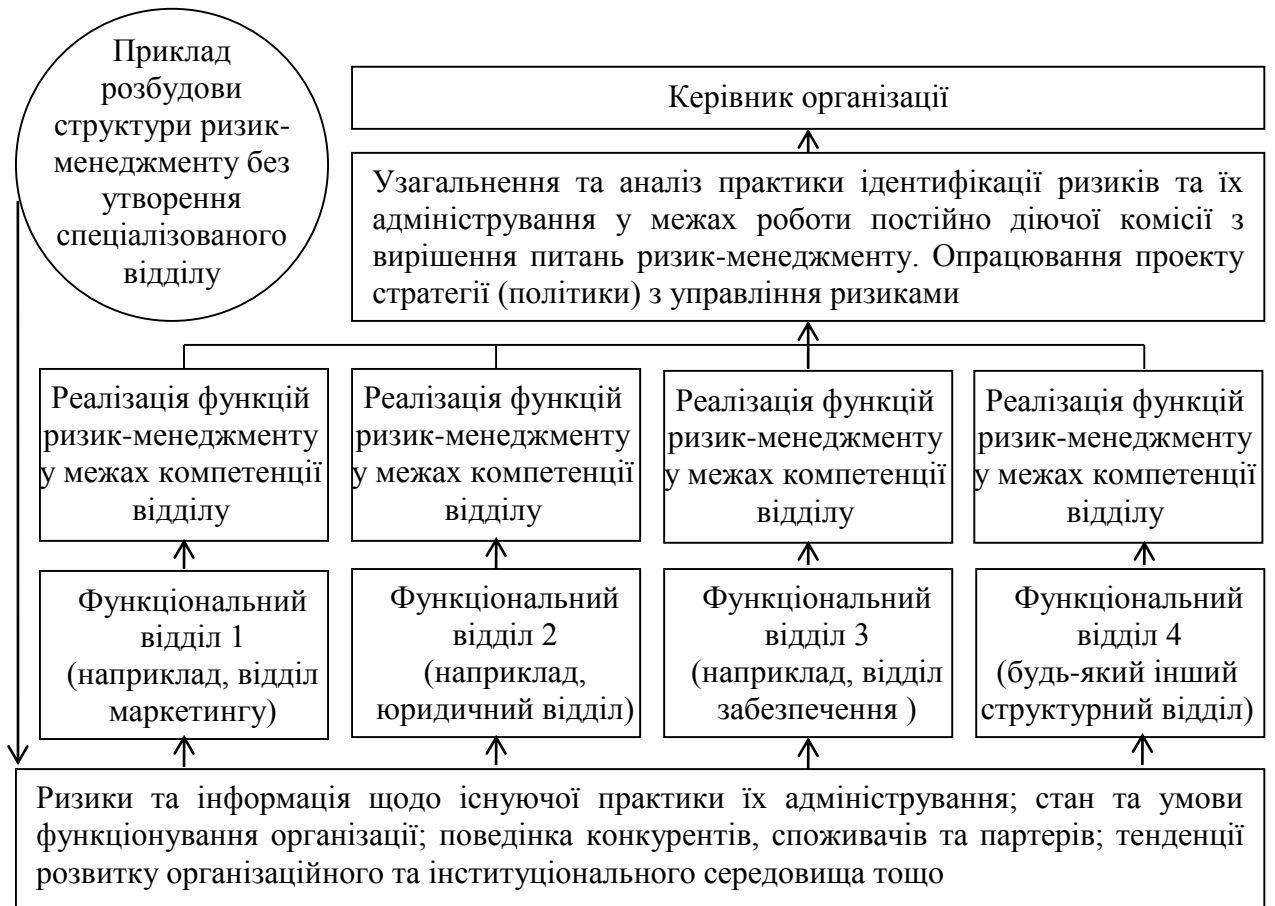 Приклад
розбудови
структури ризик-
менеджменту без
утворення
спеціалізованого
відділу
Керівник організації
Узагальнення та аналіз практики ідентифікації ризиків та їх
адміністрування у межах роботи постійно діючої комісії з
вирішення питань ризик-менеджменту. Опрацювання проекту
стратегії (політики) з управління ризиками
Реалізація функцій
ризик-менеджменту
у межах компетенції
відділу
Реалізація функцій
ризик-менеджменту
у межах компетенції
відділу
Реалізація функцій
ризик-менеджменту
у межах компетенції
відділу
Реалізація функцій
ризик-менеджменту
у межах компетенції
відділу
Функціональний
відділ 1
(наприклад, відділ
маркетингу)
Функціональний
відділ 2
(наприклад,
юридичний відділ)
Функціональний
відділ 3
(наприклад, відділ
забезпечення )
Функціональний
відділ 4
(будь-який інший
структурний відділ)
Ризики та інформація щодо існуючої практики їх адміністрування; стан та умови
функціонування організації; поведінка конкурентів, споживачів та партерів; тенденції
розвитку організаційного та інституціонального середовища тощо